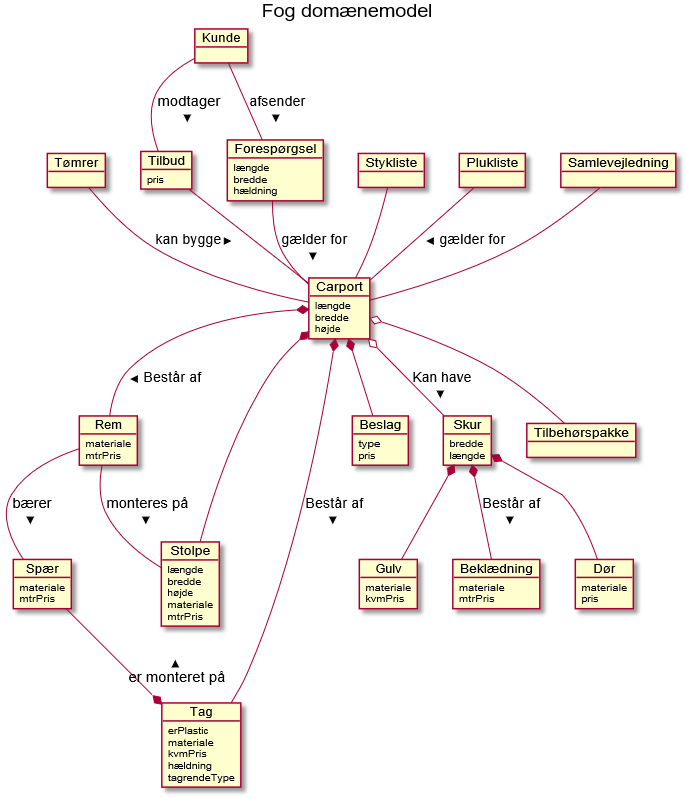 Fog domænemodel
Kunde
modtager
afsender
Tømrer
Tilbud
pris
Forespørgsel
længde
bredde
hældning
Stykliste
Plukliste
Samlevejledning
kan bygge
gælder for
gælder for
Carport
længde
bredde
højde
Består af
Kan have
Rem
materiale
mtrPris
Beslag
type
pris
Skur
bredde
længde
Tilbehørspakke
bærer
monteres på
Består af
Består af
Spær
materiale
mtrPris
Stolpe
længde
bredde
højde
materiale
mtrPris
Gulv
materiale
kvmPris
Beklædning
materiale
mtrPris
Dør
materiale
pris
er monteret på
Tag
erPlastic
materiale
kvmPris
hældning
tagrendeType